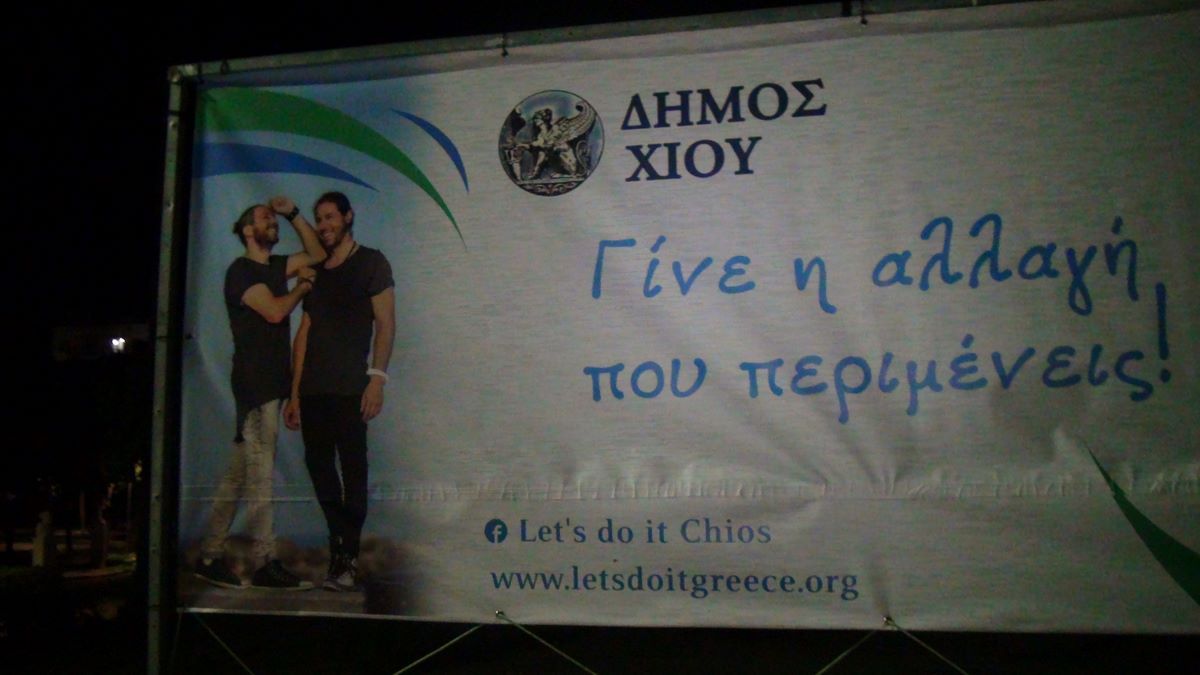 ΔΗΜΟΣ
ΧΙΟΥ
Γίνε η αλλαγή
που περιμένεις!
Let's do it Chios
www.letsdoitgreece.org